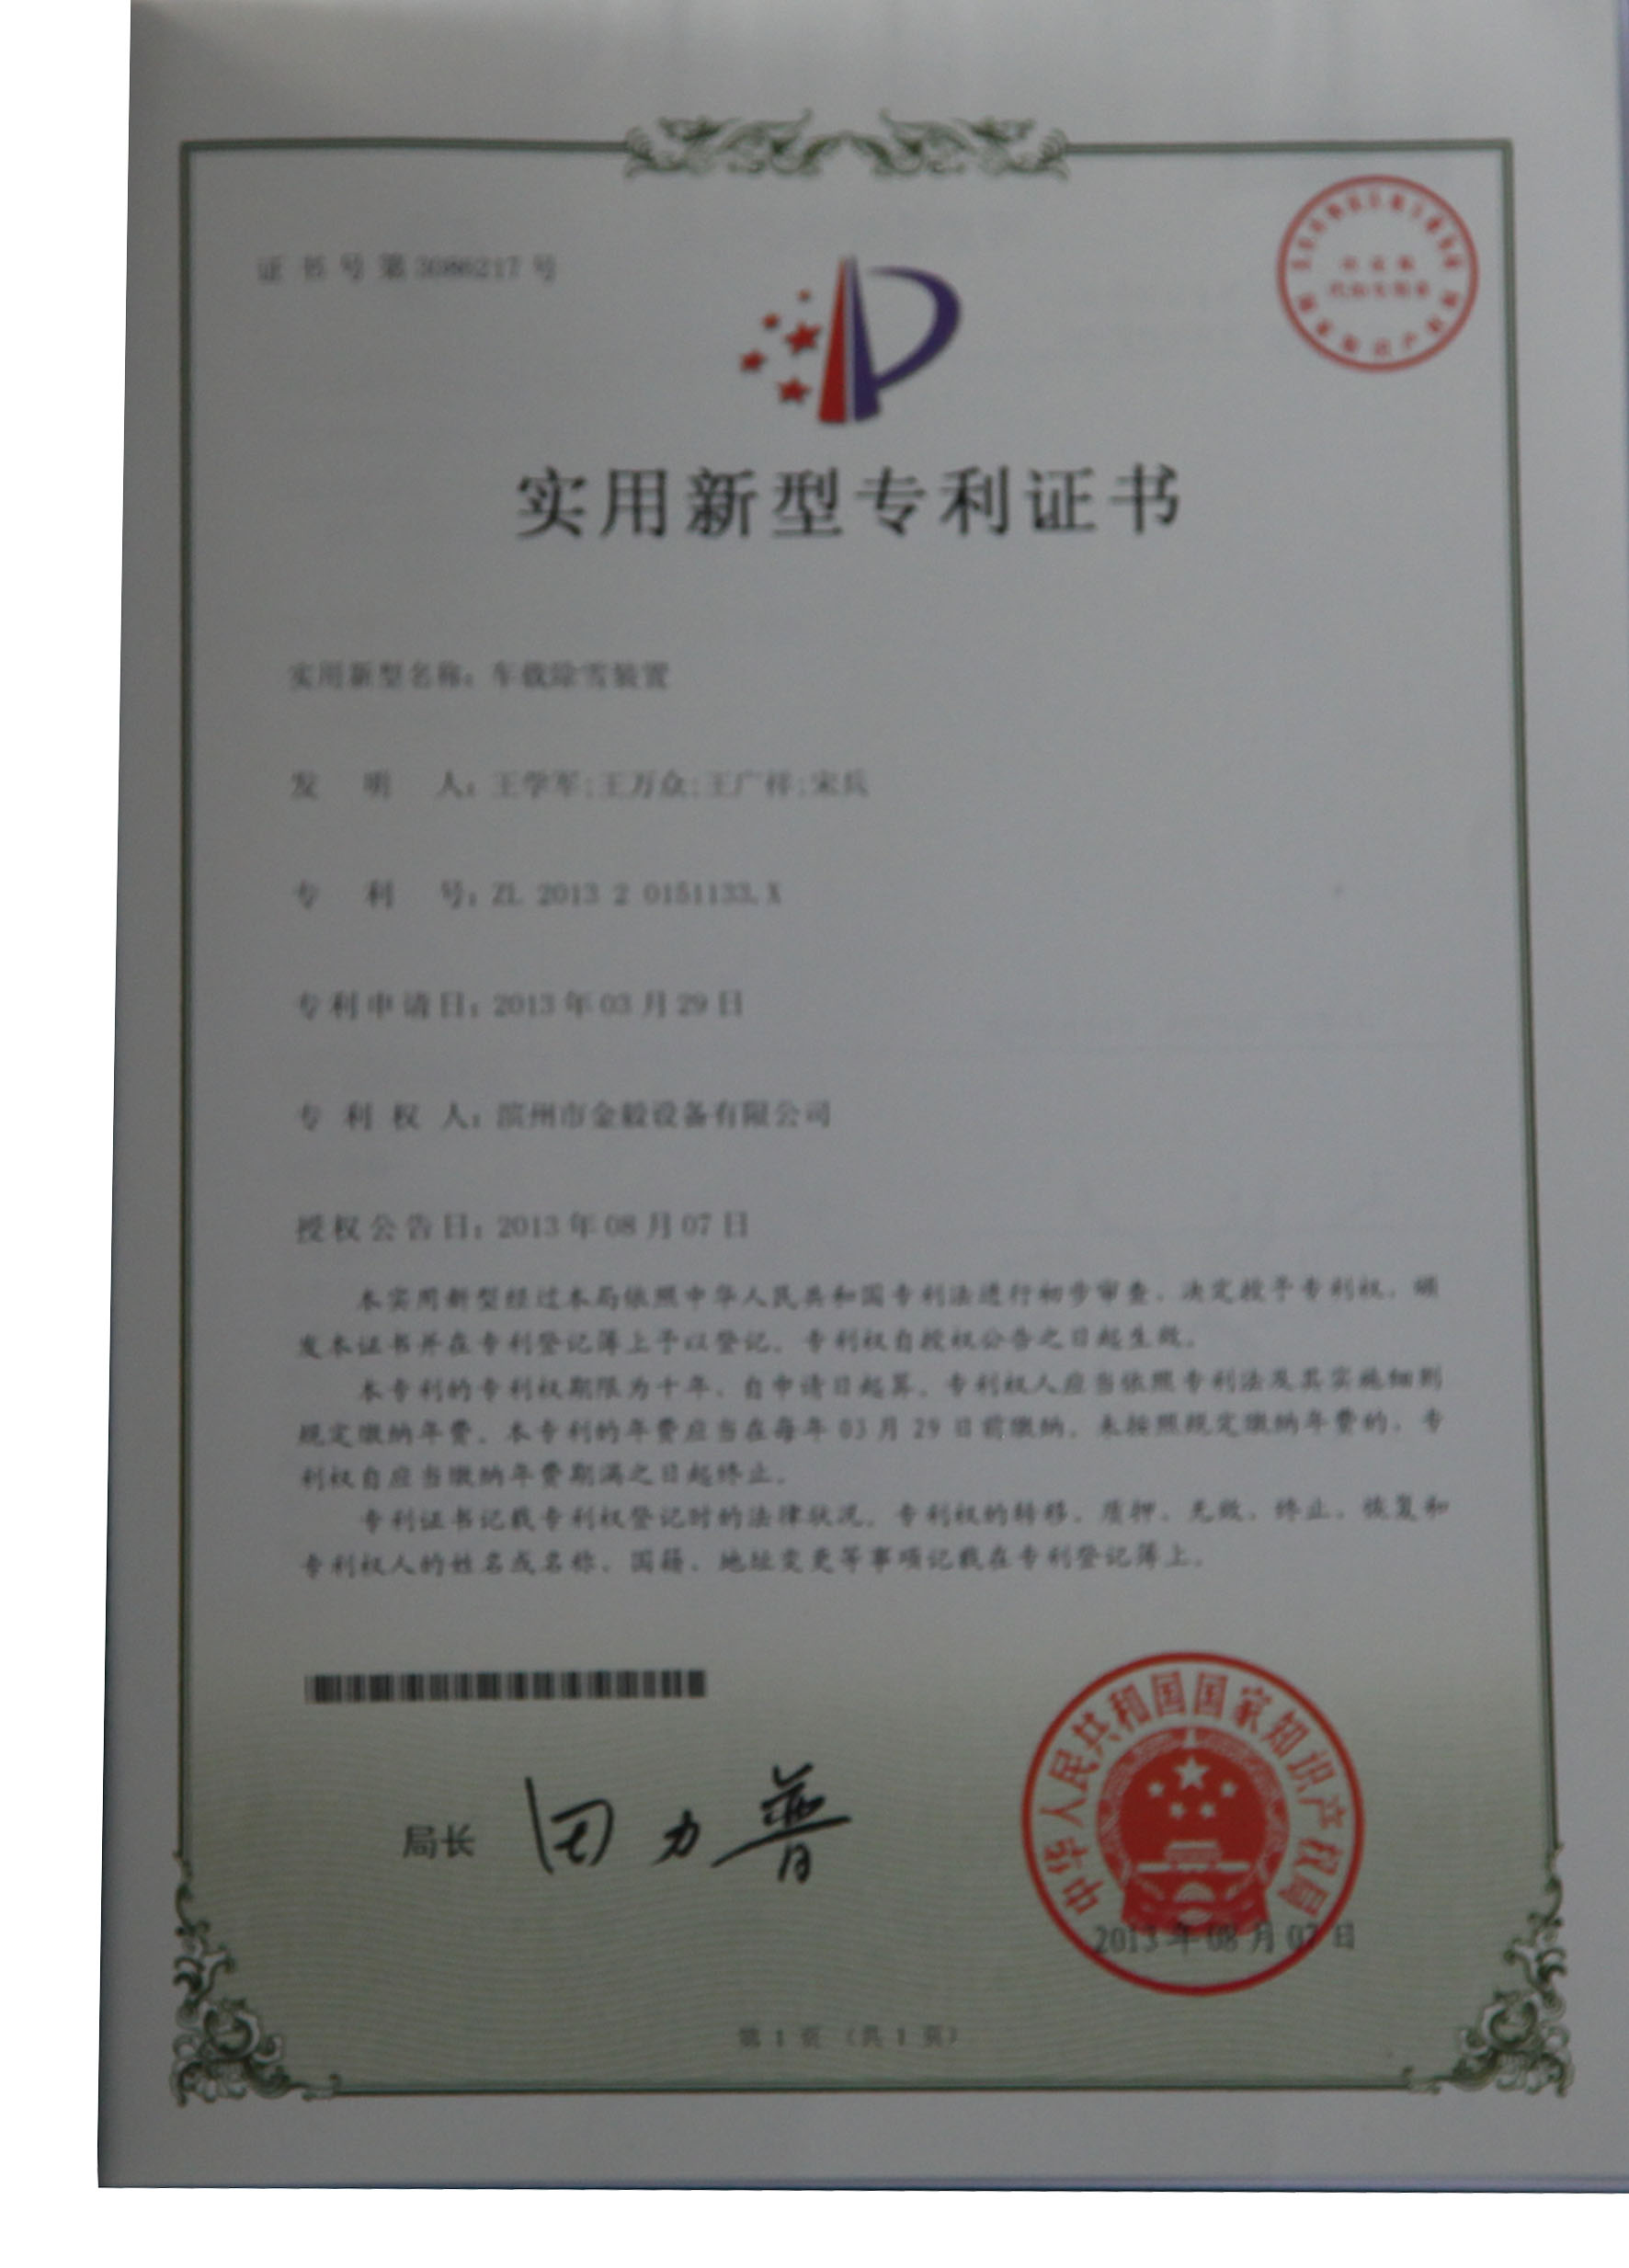 证书号第3086217号
实用新型专利证书
实用新型名称：车载除雪装置
发明人：王学军;王万众;王广祥;宋兵
专利号：ZL 2013 2 0151133.X
专利申请日：2013年03月29日
专利权人：滨州市金毅设备有限公司
授权公告日：2013年08月07日
本实用新型经过本局依照中华人民共和国专利法进行初步审查，决定授予专利权，颁
发本证书并在专利登记簿上予以登记。专利权自授权公告之日起生效。
本专利的专利权期限为十年，自申请日起算。专利权人应当依照专利法及其实施细则
规定缴纳年费。本专利的年费应当在每年03月29日前缴纳。未按照规定缴纳年费的，专
利权自应当缴纳年费期满之日起终止。
专利证书记载专利权登记时的法律状况。专利权的转移、质押、无效、终止、恢复和
专利权人的姓名或名称、国籍、地址变更等事项记载在专利登记簿上。
中华人民共和国国家知识产权局
局长 田力普
2013年08月07日
第1页（共1页）